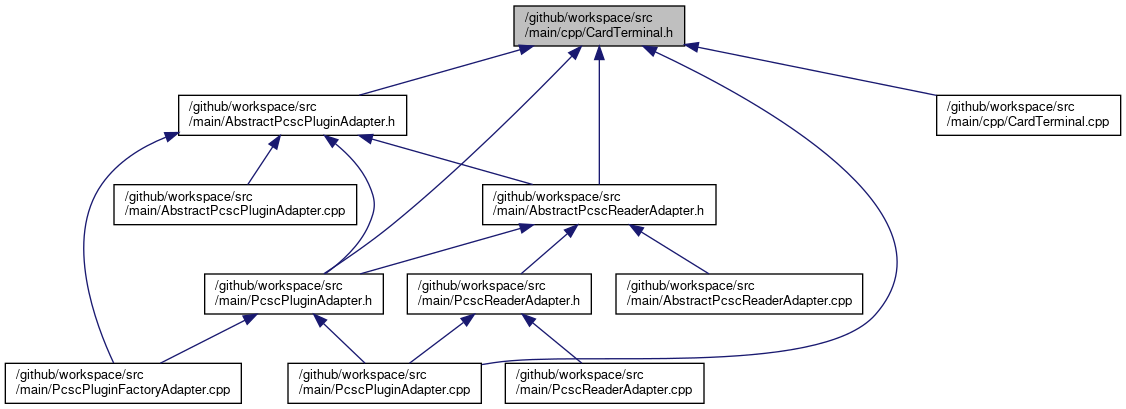 /github/workspace/src
/main/cpp/CardTerminal.h
/github/workspace/src
/main/AbstractPcscPluginAdapter.h
/github/workspace/src
/main/cpp/CardTerminal.cpp
/github/workspace/src
/main/AbstractPcscPluginAdapter.cpp
/github/workspace/src
/main/AbstractPcscReaderAdapter.h
/github/workspace/src
/main/PcscPluginAdapter.h
/github/workspace/src
/main/PcscReaderAdapter.h
/github/workspace/src
/main/AbstractPcscReaderAdapter.cpp
/github/workspace/src
/main/PcscPluginFactoryAdapter.cpp
/github/workspace/src
/main/PcscPluginAdapter.cpp
/github/workspace/src
/main/PcscReaderAdapter.cpp